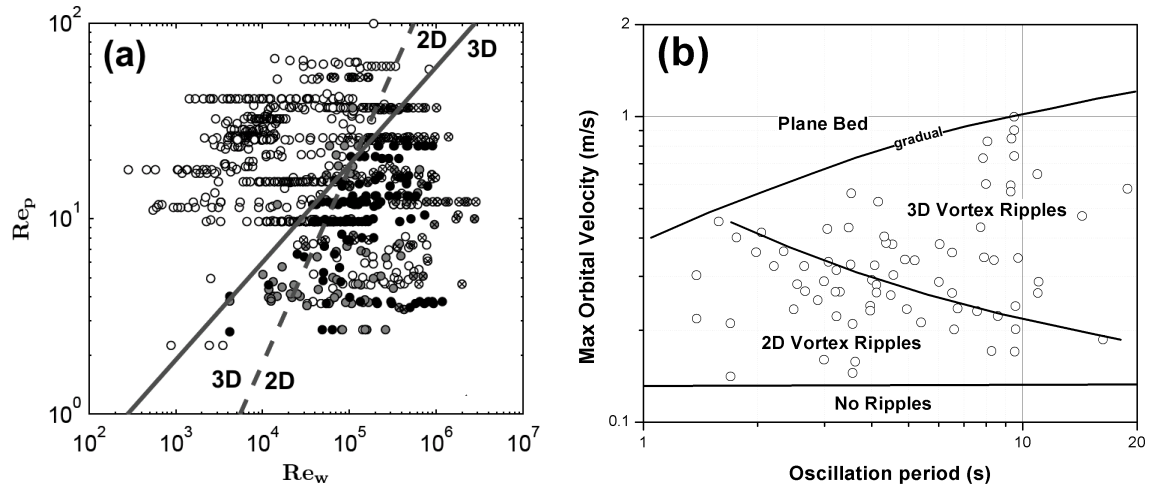 (a)
2D
3D
3D
2D
10^2
10^1
10^0
Re_p
10^2
10^3
10^4
10^5
10^6
10^7
Re_w
(b)
Plane Bed
gradual
3D Vortex Ripples
2D Vortex Ripples
No Ripples
2
1
0.1
Max Orbital Velocity (m/s)
1
10
20
Oscillation period (s)